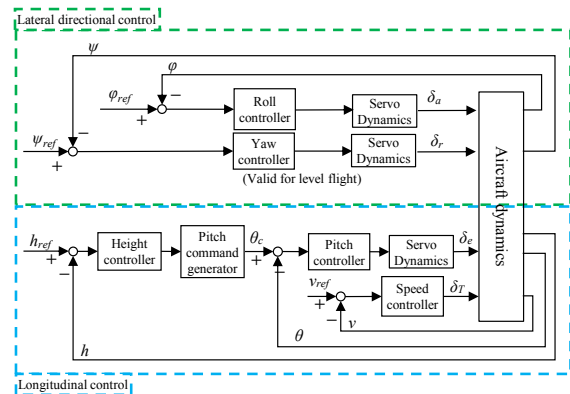 Lateral directional control
ψ
φ
φref
Roll controller
Servo Dynamics
δa
ψref
Yaw controller
Servo Dynamics
δr
(Valid for level flight)
Aircraft dynamics
href
Height controller
Pitch command generator
θc
Pitch controller
Servo Dynamics
δe
vref
Speed controller
δT
v
θ
h
Longitudinal control